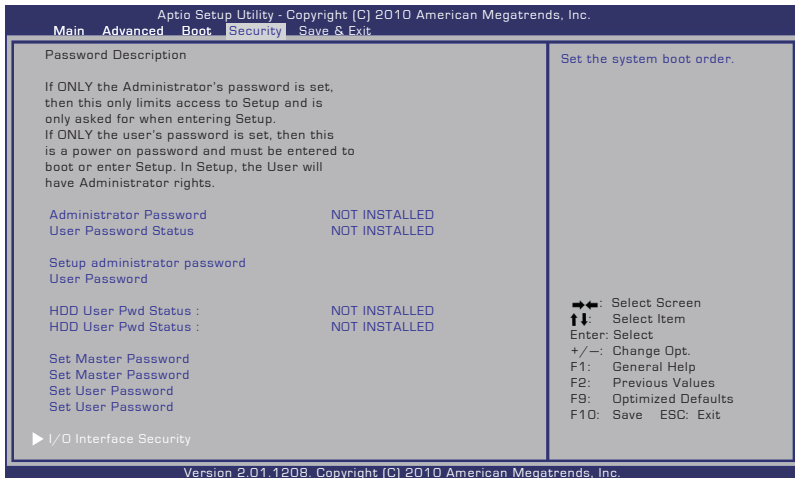 Aptio Setup Utility - Copyright (C) 2010 American Megatrends, Inc.
Main Advanced Boot Security Save & Exit
Password Description
If ONLY the Administrator's password is set,
then this only limits access to Setup and is
only asked for when entering Setup.
If ONLY the user's password is set, then this
is a power on password and must be entered to
boot or enter Setup. In Setup, the User will
have Administrator rights.
Administrator Password NOT INSTALLED
User Password Status NOT INSTALLED
Setup administrator password
User Password
HDD User Pwd Status : NOT INSTALLED
HDD User Pwd Status : NOT INSTALLED
Set Master Password
Set Master Password
Set User Password
Set User Password
I/O Interface Security
Set the system boot order.
→←: Select Screen
↑↓: Select Item
Enter: Select
+/—: Change Opt.
F1: General Help
F2: Previous Values
F9: Optimized Defaults
F10: Save ESC: Exit
Version 2.01.1208. Copyright (C) 2010 American Megatrends, Inc.